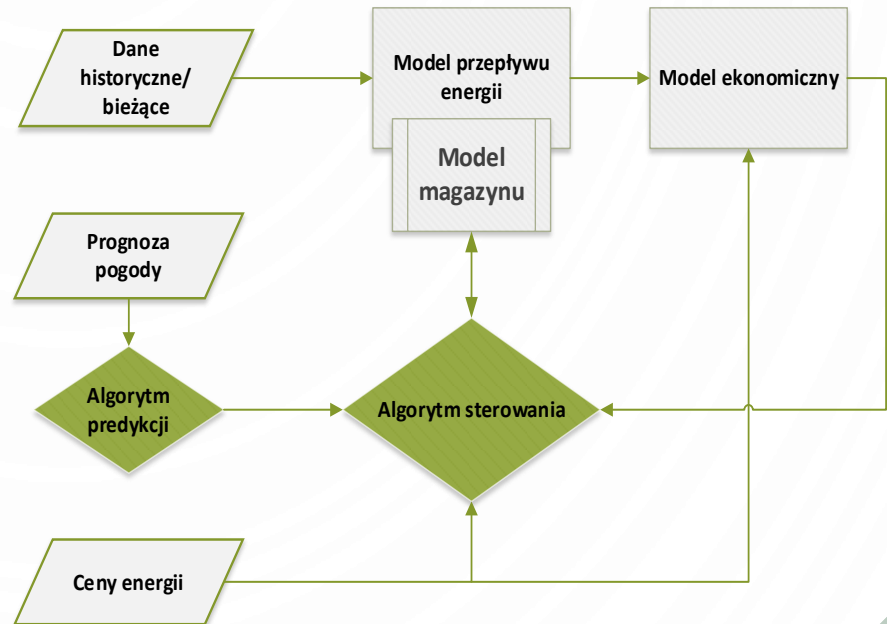 Dane
historyczne/
bieżące
Model przepływu
energii
Model ekonomiczny
Model
magazynu
Prognoza
pogody
Algorytm
predykcji
Algorytm sterowania
Ceny energii